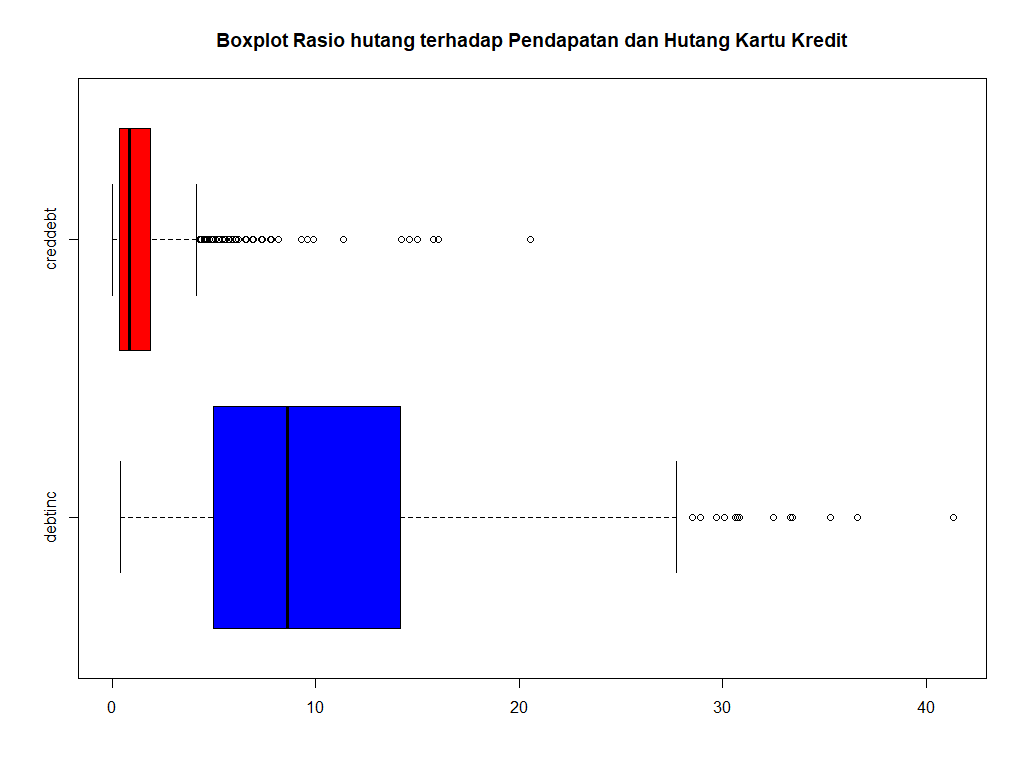 Boxplot Rasio hutang terhadap Pendapatan dan Hutang Kartu Kredit
creddebt
debtinc
0 10 20 30 40